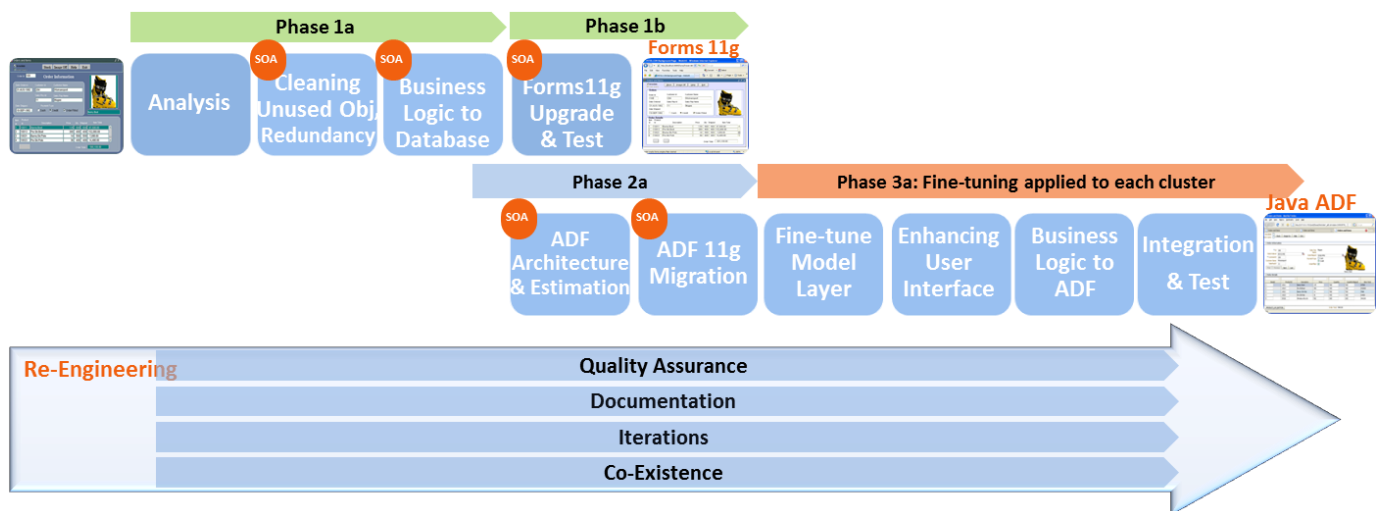 Phase 1a
Phase 1b
Forms 11g
SOA
SOA
SOA
Analysis
Cleaning
Unused Obj,
Redundancy
Business
Logic to
Database
Forms11g
Upgrade
& Test
Phase 2a
Phase 3a: Fine-tuning applied to each cluster
Java ADF
SOA
SOA
ADF
Architecture
& Estimation
ADF 11g
Migration
Fine-tune
Model
Layer
Enhancing
User
Interface
Business
Logic to
ADF
Integration
& Test
Re-Engineering
Quality Assurance
Documentation
Iterations
Co-Existence